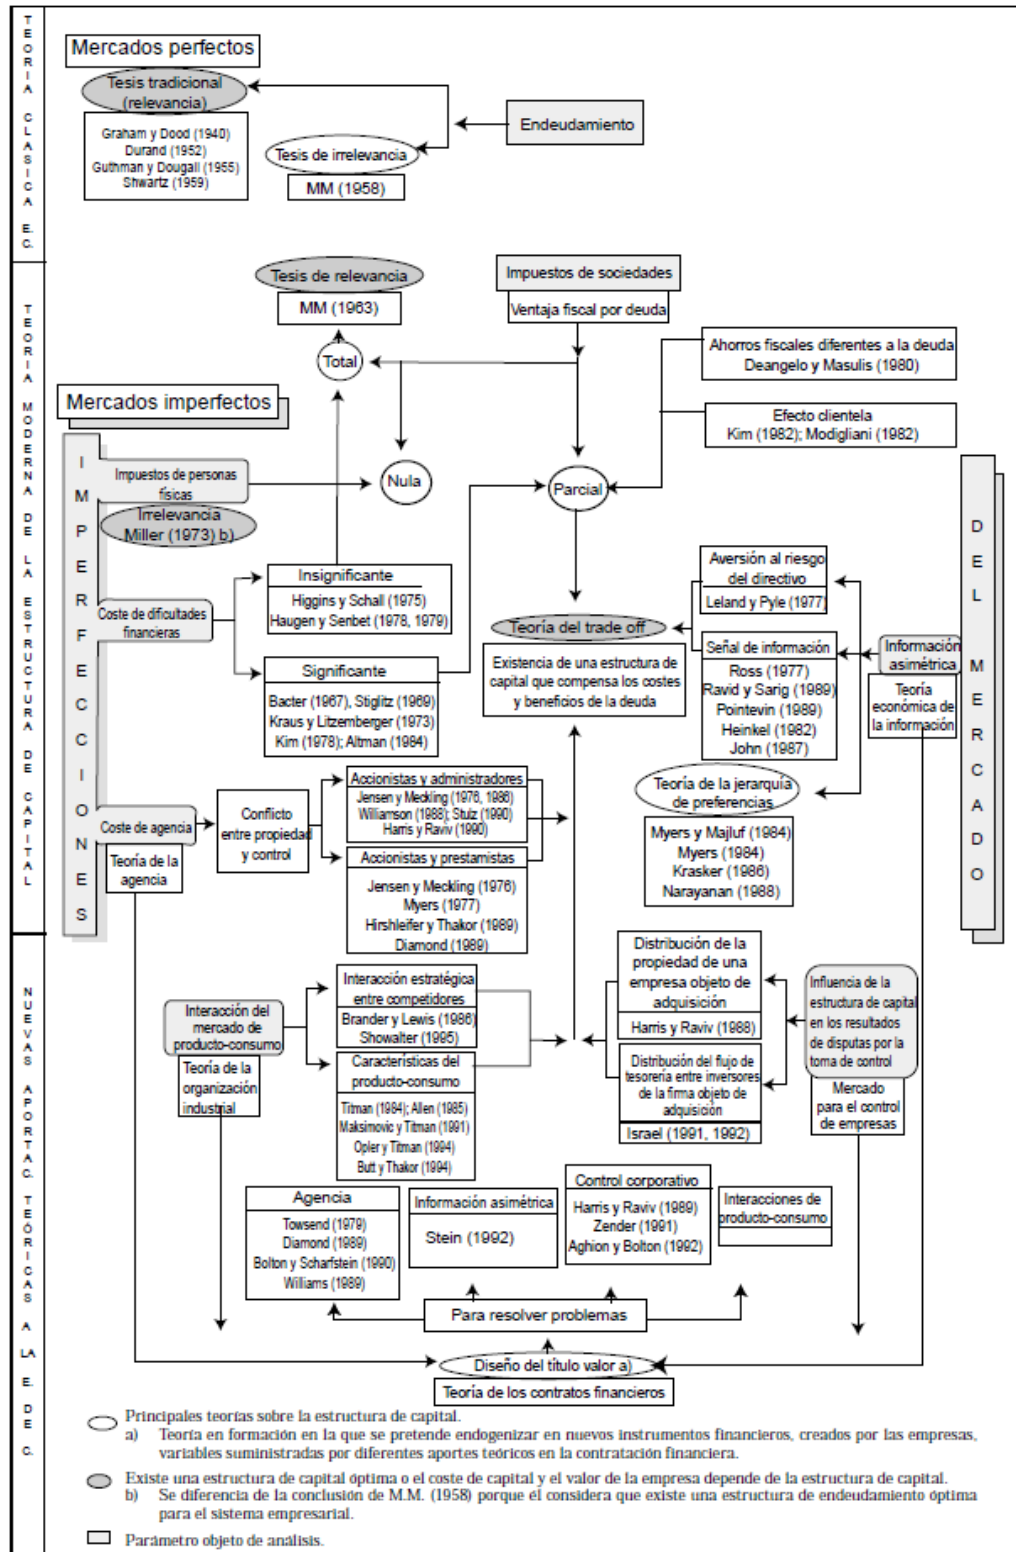 TEORIA CLASICA E. C.
Mercados perfectos
Tesis tradicional
(relevancia)
Graham y Dood (1940)
Durand (1952)
Guthman y Dougall (1955)
Shwartz (1959)
Endeudamiento
Tesis de irrelevancia
MM (1958)
TEORIA MODERNA DE LA ESTRUCTURA DE CAPITAL
Tesis de relevancia
MM (1963)
Impuestos de sociedades
Ventaja fiscal por deuda
Total
Ahorros fiscales diferentes a la deuda
Deangelo y Masulis (1980)
Mercados imperfectos
Efecto clientela
Kim (1982); Modigliani (1982)
IMPERFECCIONES
DEL MERCADO
Impuestos de personas
físicas
Nula
Parcial
Irrelevancia
Miller (1973) b)
Coste de dificultades
financieras
Insignificante
Higgins y Schall (1975)
Haugen y Senbet (1978, 1979)
Significante
Bacter (1967), Stiglitz (1969)
Kraus y Litzemberger (1973)
Kim (1978); Altman (1984)
Teoría del trade off
Existencia de una estructura de
capital que compensa los costes
y beneficios de la deuda
Aversión al riesgo
del directivo
Leland y Pyle (1977)
Señal de información
Ross (1977)
Ravid y Sarig (1989)
Pointevin (1989)
Heinkel (1982)
John (1987)
Información
asimétrica
Teoría
económica de
la información
Teoría de la jerarquía
de preferencias
Myers y Majluf (1984)
Myers (1984)
Krasker (1986)
Narayanan (1988)
Coste de agencia
Teoría de la
agencia
Conflicto
entre propiedad
y control
Accionistas y administradores
Jensen y Meckling (1976, 1986)
Williamson (1988); Stulz (1990)
Harris y Raviv (1990)
Accionistas y prestamistas
Jensen y Meckling (1976)
Myers (1977)
Hirshleifer y Thakor (1989)
Diamond (1989)
NUEVAS APORTAC. TEÓRICAS A LA E. DE C.
Interacción del
mercado de
producto-consumo
Teoría de la
organización
industrial
Interacción estratégica
entre competidores
Brander y Lewis (1986)
Showalter (1995)
Características del
producto-consumo
Titman (1984); Allen (1985)
Maksimovic y Titman (1991)
Opler y Titman (1994)
Butt y Thakor (1994)
Distribución de la
propiedad de una
empresa objeto de
adquisición
Harris y Raviv (1988)
Distribución del flujo de
tesorería entre inversores
de la firma objeto de
adquisición
Israel (1991, 1992)
Influencia de la
estructura de capital
en los resultados
de disputas por la
toma de control
Mercado
para el control
de empresas
Agencia
Towsend (1979)
Diamond (1989)
Bolton y Scharfstein (1990)
Williams (1989)
Información asimétrica
Stein (1992)
Control corporativo
Harris y Raviv (1989)
Zender (1991)
Aghion y Bolton (1992)
Interacciones de
producto-consumo
Para resolver problemas
Diseño del título valor a)
Teoría de los contratos financieros
Principales teorías sobre la estructura de capital.
a) Teoría en formación en la que se pretende endogenizar en nuevos instrumentos financieros, creados por las empresas,
variables suministradas por diferentes aportes teóricos en la contratación financiera.
Existe una estructura de capital óptima o el coste de capital y el valor de la empresa depende de la estructura de capital.
b) Se diferencia de la conclusión de M.M. (1958) porque él considera que existe una estructura de endeudamiento óptima
para el sistema empresarial.
Parámetro objeto de análisis.